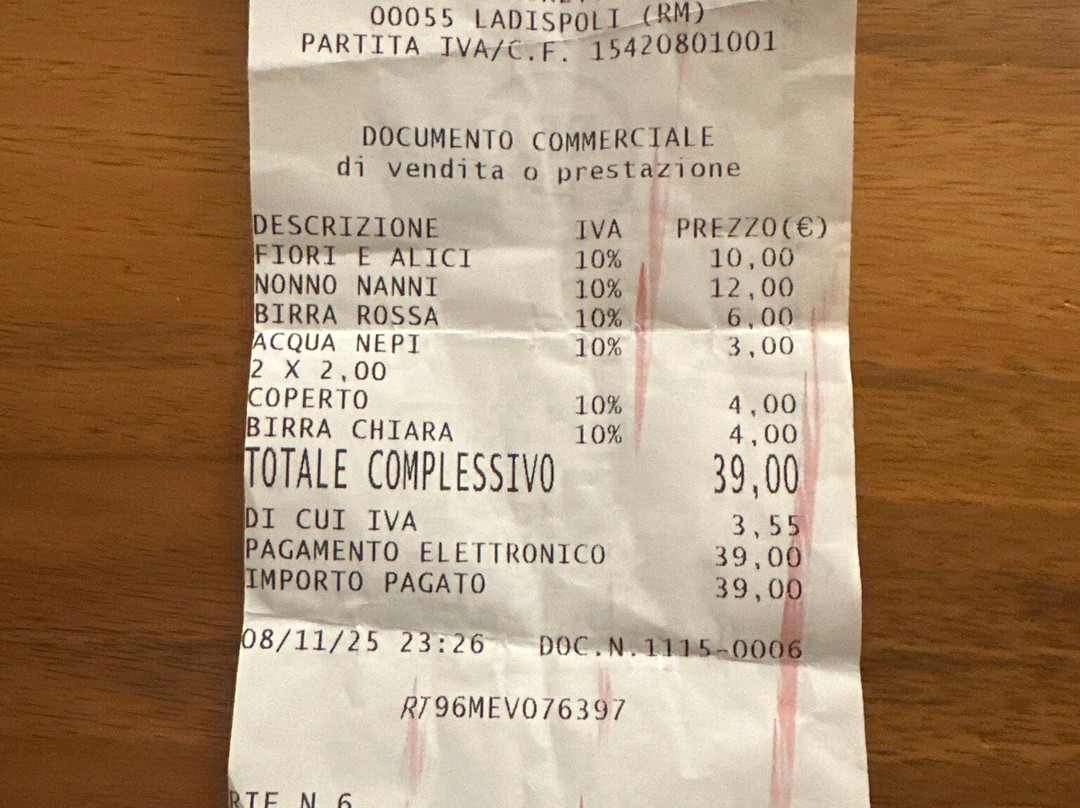 00055 LADISPOLI (RM)
PARTITA IVA/C.F. 15420801001
DOCUMENTO COMMERCIALE
di vendita o prestazione
DESCRIZIONE IVA PREZZO(€)
FIORI E ALICI 10% 10,00
NONNO NANNI 10% 12,00
BIRRA ROSSA 10% 6,00
ACQUA NEPI 10% 3,00
2 X 2,00
COPERTO 10% 4,00
BIRRA CHIARA 10% 4,00
TOTALE COMPLESSIVO 39,00
DI CUI IVA 3,55
PAGAMENTO ELETTRONICO 39,00
IMPORTO PAGATO 39,00
08/11/25 23:26 DOC.N.1115-0006
RT96MEV076397
N 6